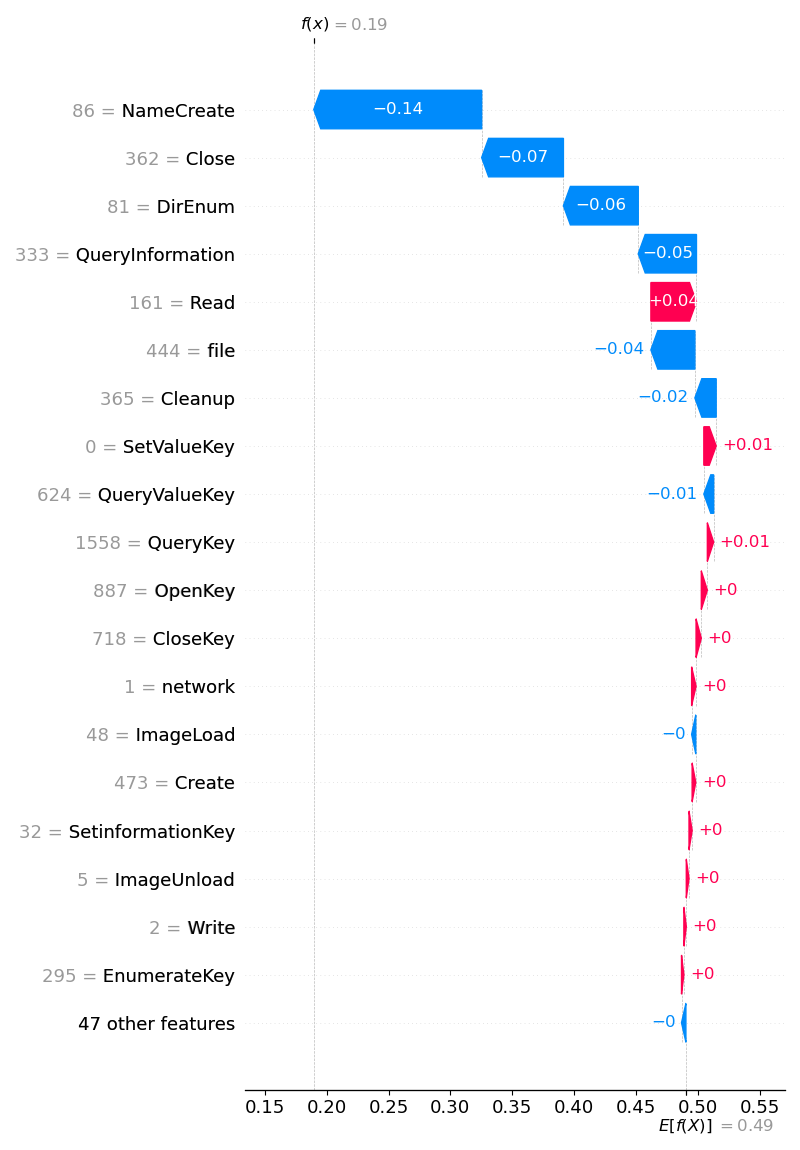 f(x) = 0.19
86 = NameCreate
−0.14
362 = Close
−0.07
81 = DirEnum
−0.06
333 = QueryInformation
−0.05
161 = Read
+0.04
444 = file
−0.04
365 = Cleanup
−0.02
0 = SetValueKey
+0.01
624 = QueryValueKey
−0.01
1558 = QueryKey
+0.01
887 = OpenKey
+0
718 = CloseKey
+0
1 = network
+0
48 = ImageLoad
−0
473 = Create
+0
32 = SetinformationKey
+0
5 = ImageUnload
+0
2 = Write
+0
295 = EnumerateKey
+0
47 other features
−0
0.15 0.20 0.25 0.30 0.35 0.40 0.45 0.50 0.55
E[f(X)] = 0.49